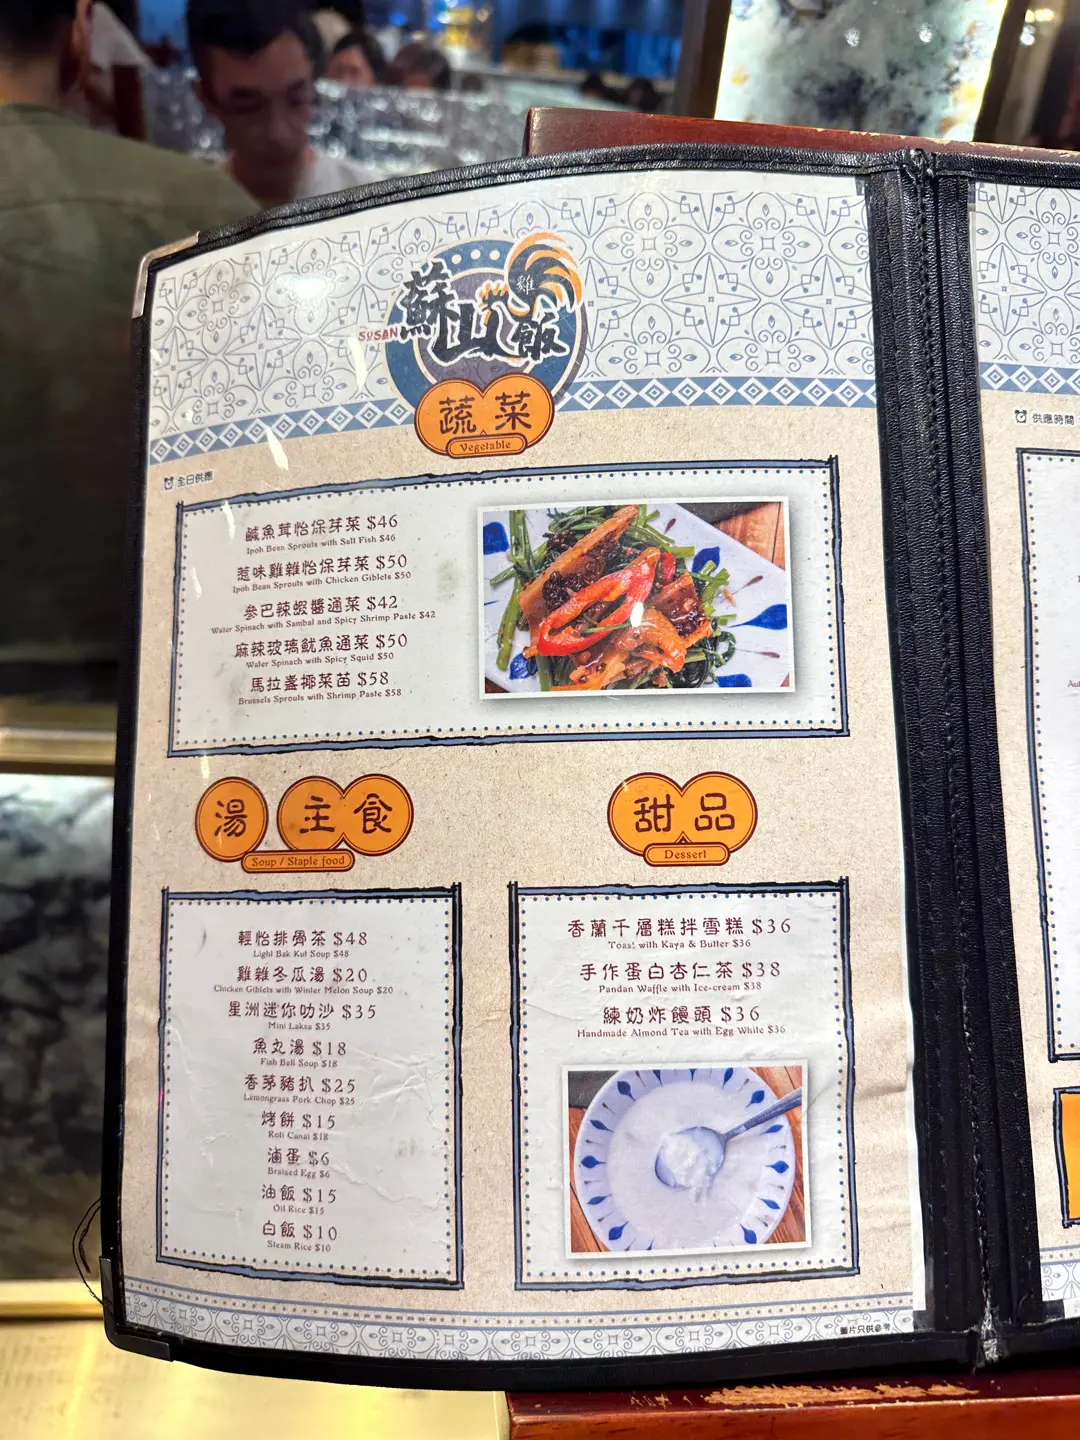 SUSAN
蘇山雞飯
蔬菜
Vegetable
全日供應
鹹魚茸怡保芽菜 $46
Ipoh Bean Sprouts with Salt Fish $46
惹味雞雜怡保芽菜 $50
Ipoh Bean Sprouts with Chicken Giblets $50
參巴辣蝦醬通菜 $42
Water Spinach with Sambal and Spicy Shrimp Paste $42
麻辣玻璃魷魚通菜 $50
Water Spinach with Spicy Squid $50
馬拉盞椰菜苗 $58
Brussels Sprouts with Shrimp Paste $58
湯 主食
Soup / Staple food
輕怡排骨茶 $48
Light Bak Kut Soup $48
雞雜冬瓜湯 $20
Chicken Giblets with Winter Melon Soup $20
星洲迷你叻沙 $35
Mini Laksa $35
魚丸湯 $18
Fish Ball Soup $18
香茅豬扒 $25
Lemongrass Pork Chop $25
烤餅 $15
Roti Canai $18
滷蛋 $6
Braised Egg $6
油飯 $15
Oil Rice $15
白飯 $10
Steam Rice $10
甜品
Dessert
香蘭千層糕拌雪糕 $36
Toast with Kaya & Butter $36
手作蛋白杏仁茶 $38
Pandan Waffle with Ice-cream $38
練奶炸饅頭 $36
Handmade Almond Tea with Egg White $36
圖片只供參考
供應時間